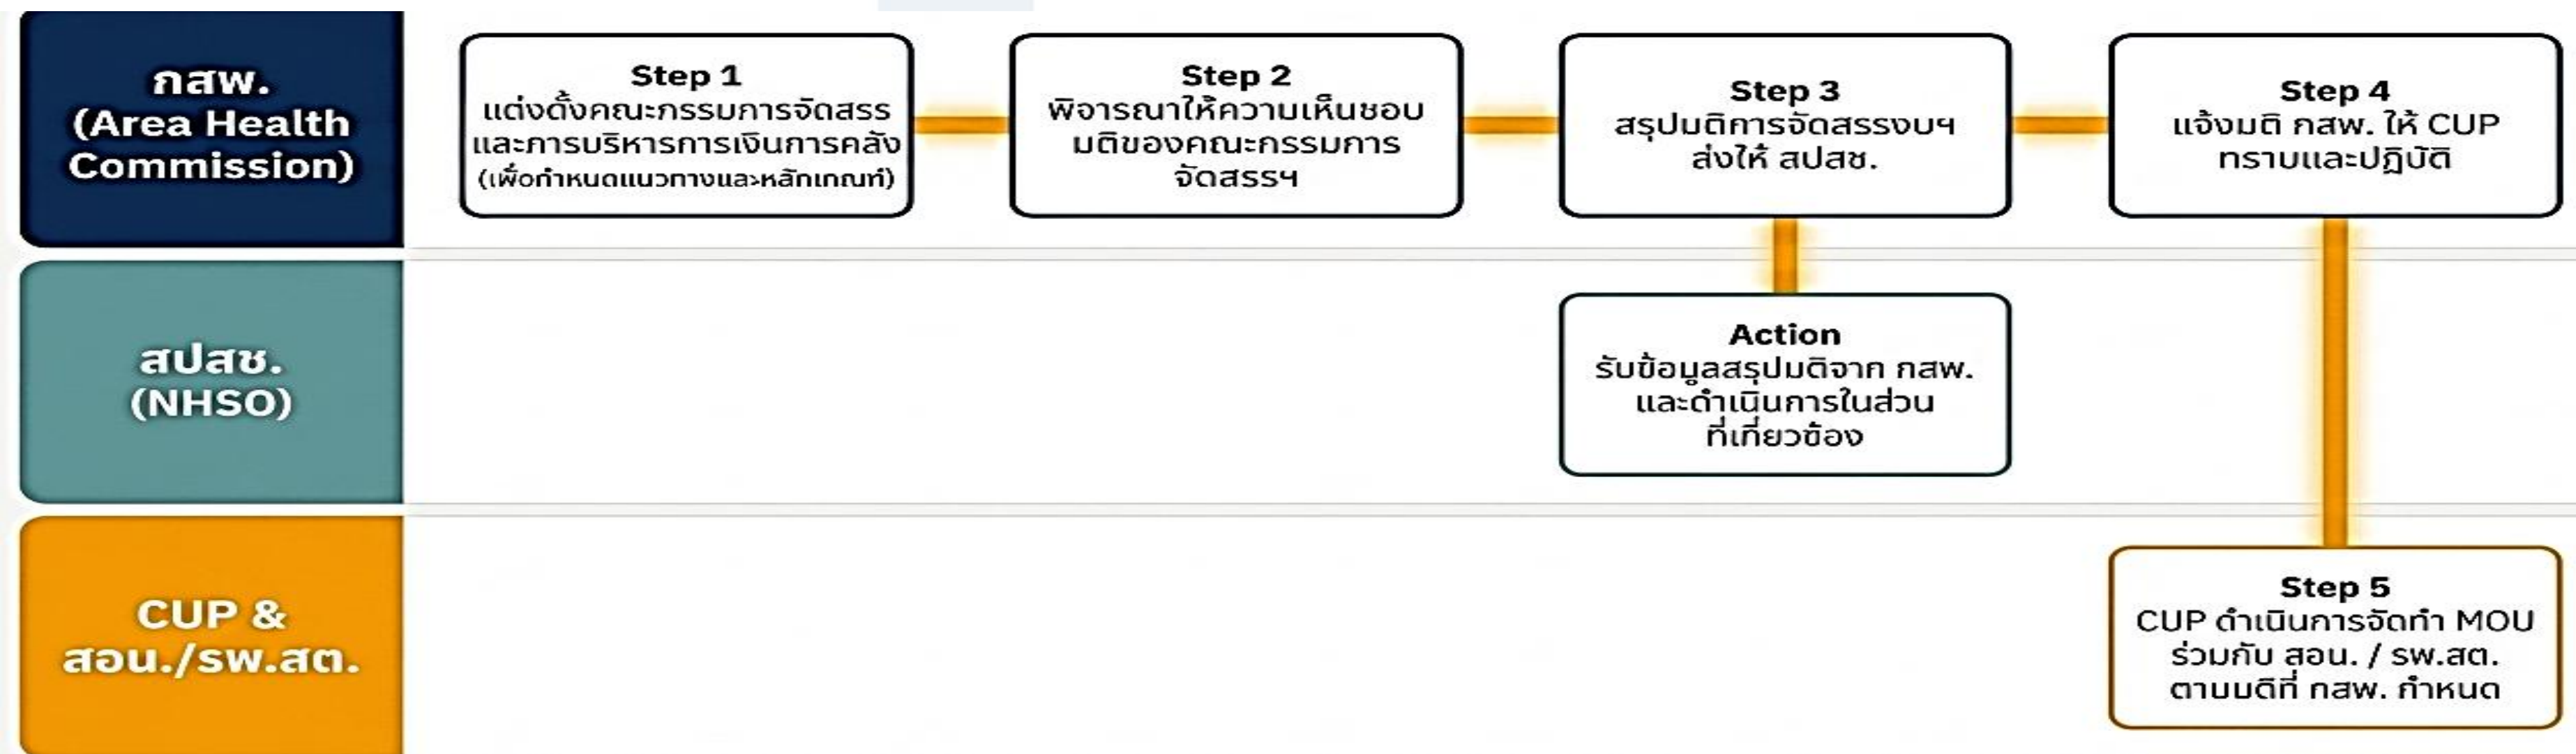 กสพ.
(Area Health
Commission)
Step 1
แต่งตั้งคณะกรรมการจัดสรร
และการบริหารการเงินการคลัง
(เพื่อกำหนดแนวทางและหลักเกณฑ์)
Step 2
พิจารณาให้ความเห็นชอบ
มติของคณะกรรมการ
จัดสรรฯ
Step 3
สรุปมติการจัดสรรงบฯ
ส่งให้ สปสช.
Step 4
แจ้งมติ กสพ. ให้ CUP
ทราบและปฏิบัติ
สปสช.
(NHSO)
Action
รับข้อมูลสรุปมติจาก กสพ.
และดำเนินการในส่วน
ที่เกี่ยวข้อง
CUP &
สอน./รพ.สต.
Step 5
CUP ดำเนินการจัดทำ MOU
ร่วมกับ สอน. / รพ.สต.
ตามมติที่ กสพ. กำหนด